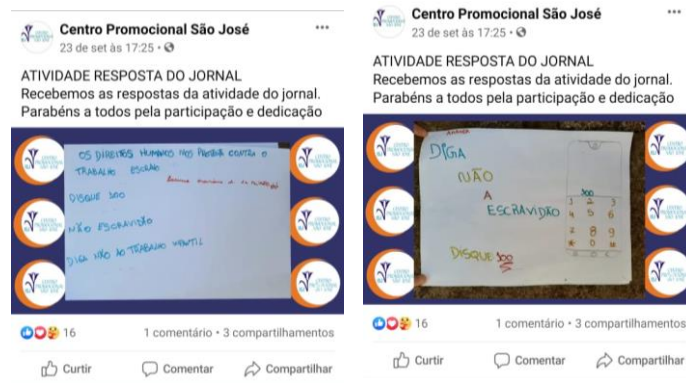 Centro Promocional São José
23 de set às 17:25
ATIVIDADE RESPOSTA DO JORNAL
Recebemos as respostas da atividade do jornal.
Parabéns a todos pela participação e dedicação
OS DIREITOS HUMANOS NOS CONTRA O
TRABALHO ESCRAO
DISQUE 100
NÃO ESCRAVIDÃO
DIGA NÃO AO TRABALHO INFANTIL
16
1 comentário • 3 compartilhamentos
Curtir
Comentar
Compartilhar
Centro Promocional São José
23 de set às 17:25
ATIVIDADE RESPOSTA DO JORNAL
Recebemos as respostas da atividade do jornal.
Parabéns a todos pela participação e dedicação
DIGA
NÃO
A
ESCRAVIDÃO
DISQUE 100
100
1 2 3
4 5 6
7 8 9
* 0 #
16
1 comentário • 3 compartilhamentos
Curtir
Comentar
Compartilhar